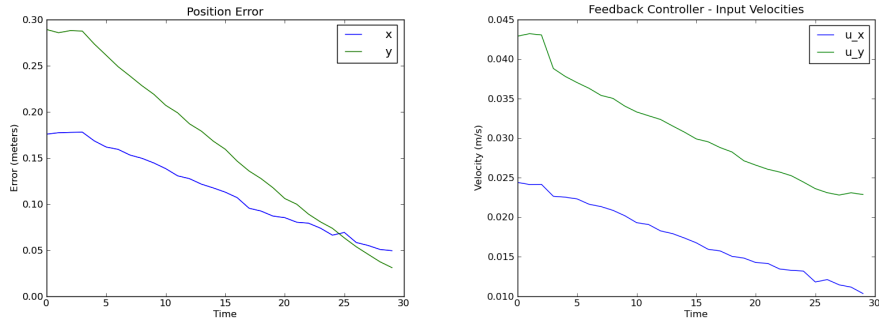 Position Error
0.30
0.25
0.20
0.15
0.10
0.05
0.00
Error (meters)
x
y
0 5 10 15 20 25 30
Time
Feedback Controller - Input Velocities
0.045
0.040
0.035
0.030
0.025
0.020
0.015
0.010
Velocity (m/s)
u_x
u_y
0 5 10 15 20 25 30
Time